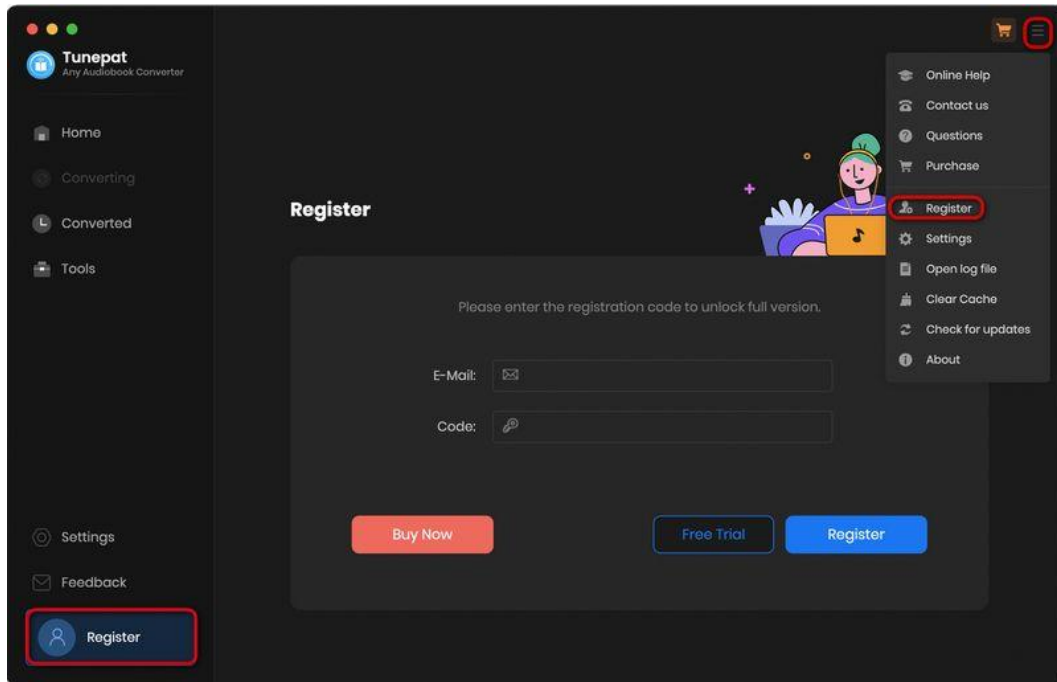 Tunepat
Any Audiobook Converter
Home
Converting
Converted
Tools
Settings
Feedback
Register
Register
Please enter the registration code to unlock full version.
E-Mail:
Code:
Buy Now
Free Trial
Register
Online Help
Contact us
Questions
Purchase
Register
Settings
Open log file
Clear Cache
Check for updates
About